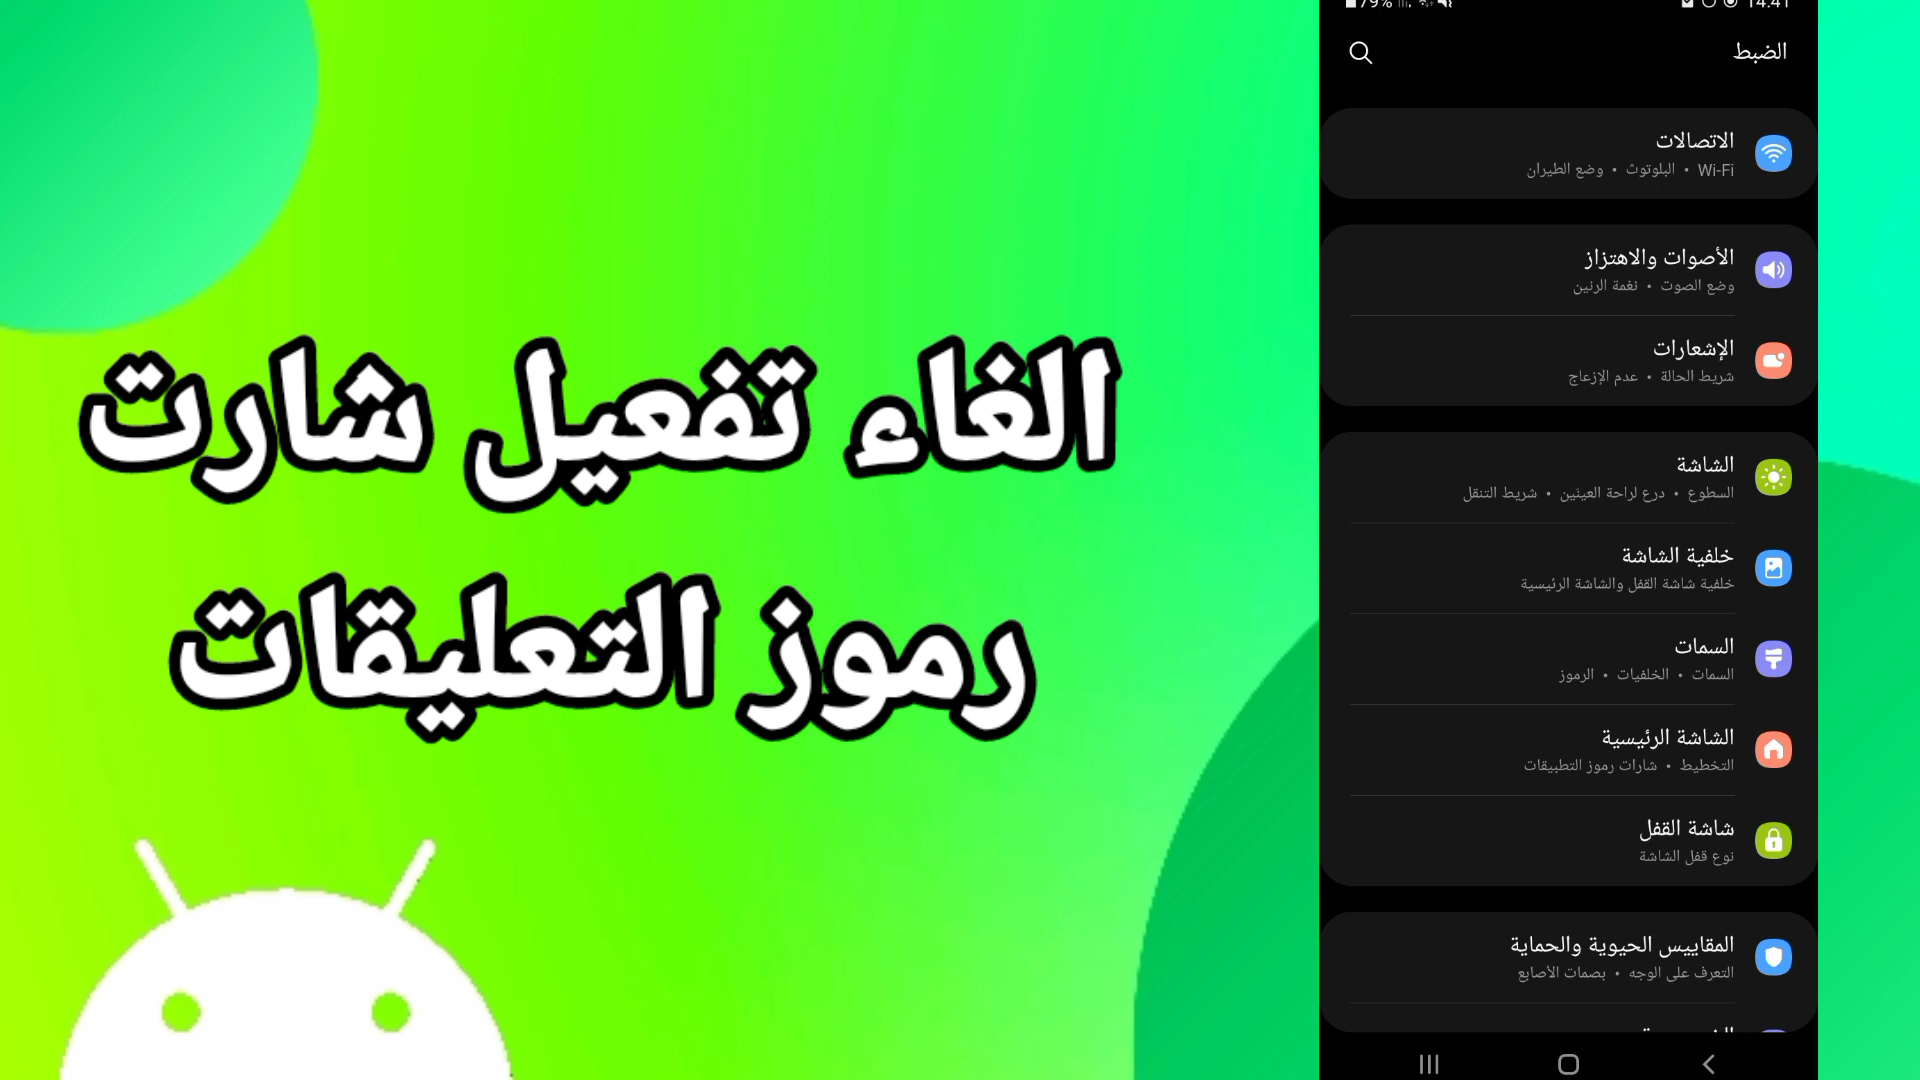 الغاء تفعيل شارت
رموز التعليقات
79%
14:41
الضبط
الاتصالات
Wi-Fi • البلوتوث • وضع الطيران
الأصوات والاهتزاز
وضع الصوت • نغمة الرنين
الإشعارات
شريط الحالة • عدم الإزعاج
الشاشة
السطوع • درع لراحة العينين • شريط التنقل
خلفية الشاشة
خلفية شاشة القفل والشاشة الرئيسية
السمات
السمات • الخلفيات • الرموز
الشاشة الرئيسية
التخطيط • شارات رموز التطبيقات
شاشة القفل
نوع قفل الشاشة
المقاييس الحيوية والحماية
التعرف على الوجه • بصمات الأصابع